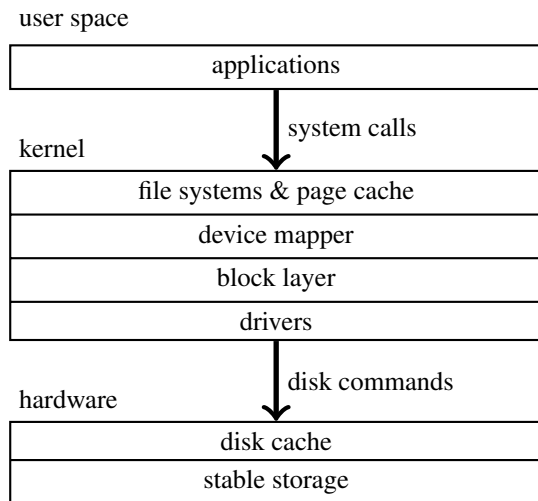 user space
applications
system calls
kernel
file systems & page cache
device mapper
block layer
drivers
disk commands
hardware
disk cache
stable storage